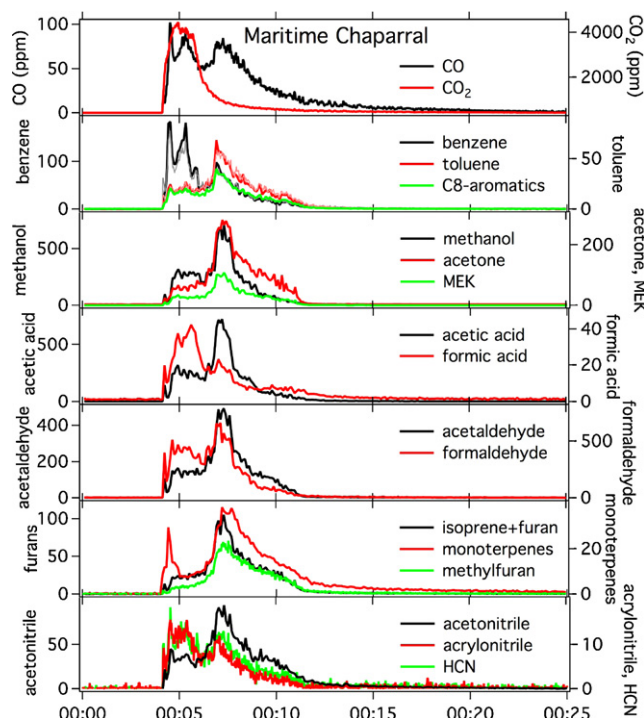 Maritime Chaparral
CO (ppm)
100
50
0
CO
CO2
4000
2000
CO2 (ppm)
benzene
100
0
benzene
toluene
C8-aromatics
50
0
toluene
methanol
500
0
methanol
acetone
MEK
200
0
acetone, MEK
acetic acid
500
0
acetic acid
formic acid
40
20
0
formic acid
acetaldehyde
400
200
0
acetaldehyde
formaldehyde
500
0
formaldehyde
furans
100
50
0
isoprene+furan
monoterpenes
methylfuran
20
0
monoterpenes
acetonitrile
50
0
acetonitrile
acrylonitrile
HCN
10
0
acrylonitrile, HCN
00:00 00:05 00:10 00:15 00:20 00:25